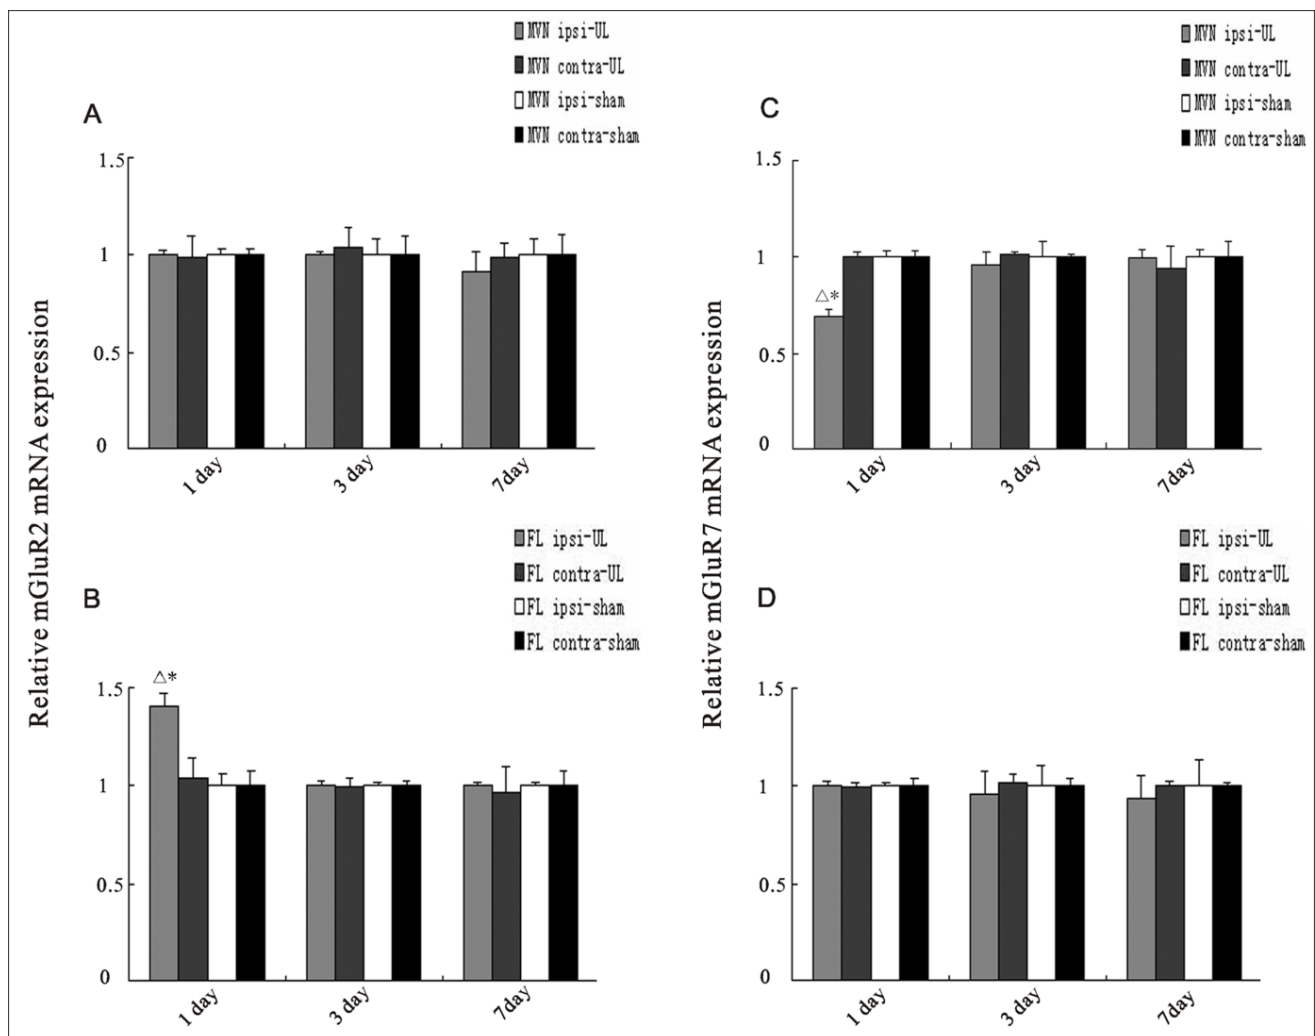 MVN ipsi-UL
MVN contra-UL
MVN ipsi-sham
MVN contra-sham
A
1.5
1
0.5
0
1 day
3 day
7day
Relative mGluR2 mRNA expression
FL ipsi-UL
FL contra-UL
FL ipsi-sham
FL contra-sham
B
△*
1.5
1
0.5
0
1 day
3 day
7day
MVN ipsi-UL
MVN contra-UL
MVN ipsi-sham
MVN contra-sham
C
1.5
1
△*
0.5
0
1 day
3 day
7day
Relative mGluR7 mRNA expression
FL ipsi-UL
FL contra-UL
FL ipsi-sham
FL contra-sham
D
1.5
1
0.5
0
1 day
3 day
7day